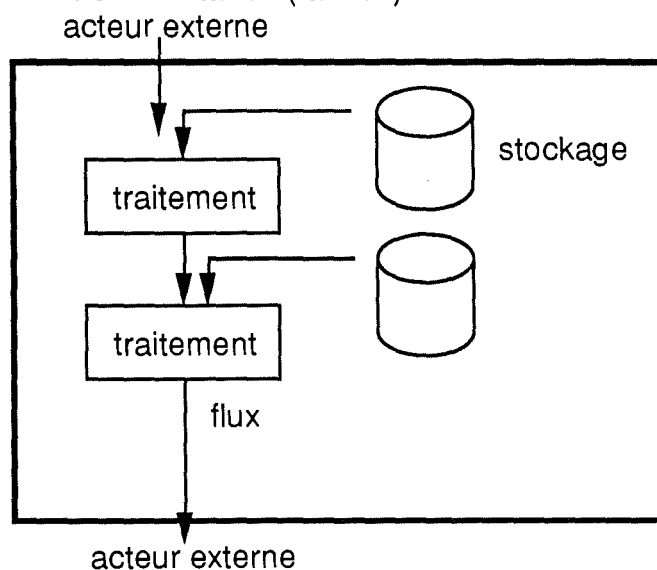 acteur externe
stockage
traitement
traitement
flux
acteur externe